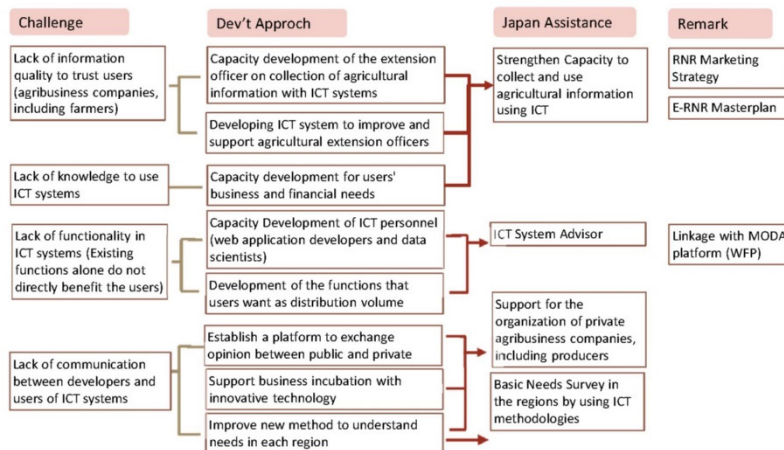 Challenge
Dev't Approch
Japan Assistance
Remark
Lack of information
quality to trust users
(agribusiness companies,
including farmers)
Capacity development of the extension
officer on collection of agricultural
information with ICT systems
Strengthen Capacity to
collect and use
agricultural information
using ICT
RNR Marketing
Strategy
E-RNR Masterplan
Developing ICT system to improve and
support agricultural extension officers
Lack of knowledge to use
ICT systems
Capacity development for users'
business and financial needs
Lack of functionality in
ICT systems (Existing
functions alone do not
directly benefit the users)
Capacity Development of ICT personnel
(web application developers and data
scientists)
ICT System Advisor
Linkage with MODA
platform (WFP)
Development of the functions that
users want as distribution volume
Lack of communication
between developers and
users of ICT systems
Establish a platform to exchange
opinion between public and private
Support for the
organization of private
agribusiness companies,
including producers
Support business incubation with
innovative technology
Improve new method to understand
needs in each region
Basic Needs Survey in
the regions by using ICT
methodologies